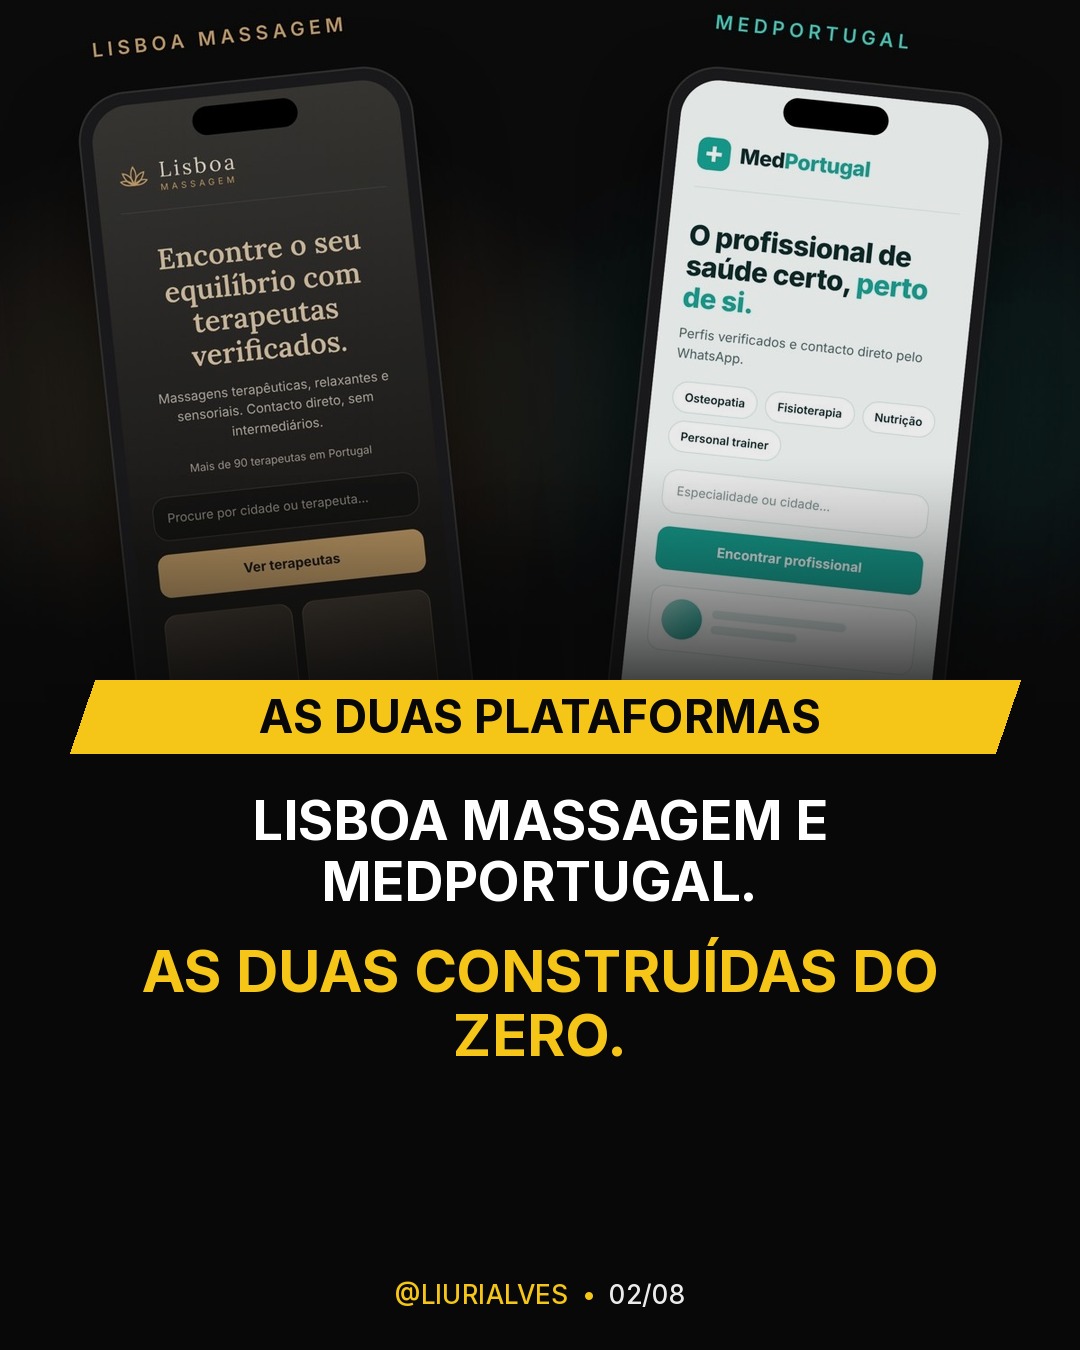 LISBOA MASSAGEM
Lisboa
MASSAGEM
Encontre o seu
equilíbrio com
terapeutas
verificados.
Massagens terapêuticas, relaxantes e
sensoriais. Contacto direto, sem
intermediários.
Mais de 90 terapeutas em Portugal
Procure por cidade ou terapeuta...
Ver terapeutas
MEDPORTUGAL
MedPortugal
O profissional de
saúde certo, perto
de si.
Perfis verificados e contacto direto pelo
WhatsApp.
Osteopatia Fisioterapia Nutrição
Personal trainer
Especialidade ou cidade...
Encontrar profissional
AS DUAS PLATAFORMAS
LISBOA MASSAGEM E
MEDPORTUGAL.
AS DUAS CONSTRUÍDAS DO
ZERO.
@LIURIALVES • 02/08